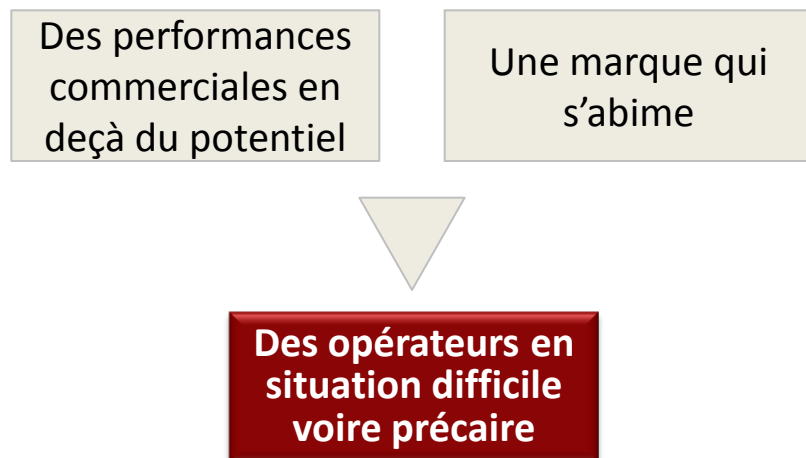 Des performances
commerciales en
deçà du potentiel
Une marque qui
s’abime
Des opérateurs en
situation difficile
voire précaire